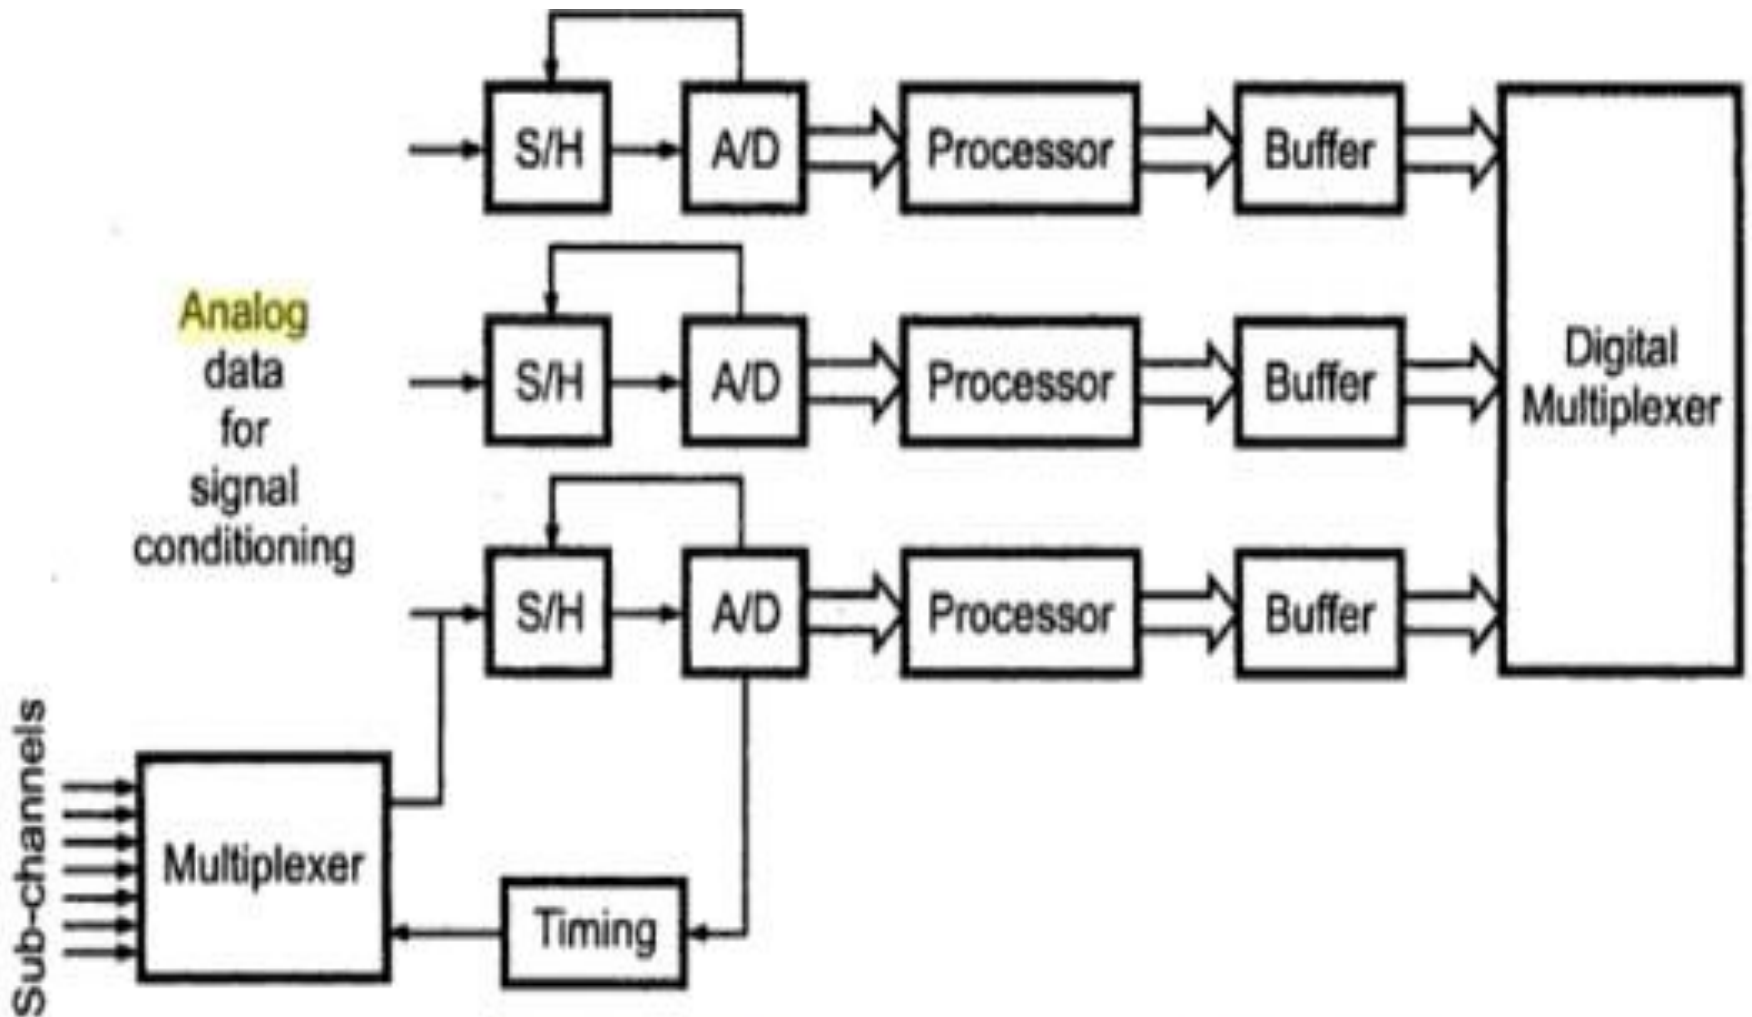 S/H
A/D
Processor
Buffer
S/H
A/D
Processor
Buffer
S/H
A/D
Processor
Buffer
Digital
Multiplexer
Analog
data
for
signal
conditioning
Sub-channels
Multiplexer
Timing